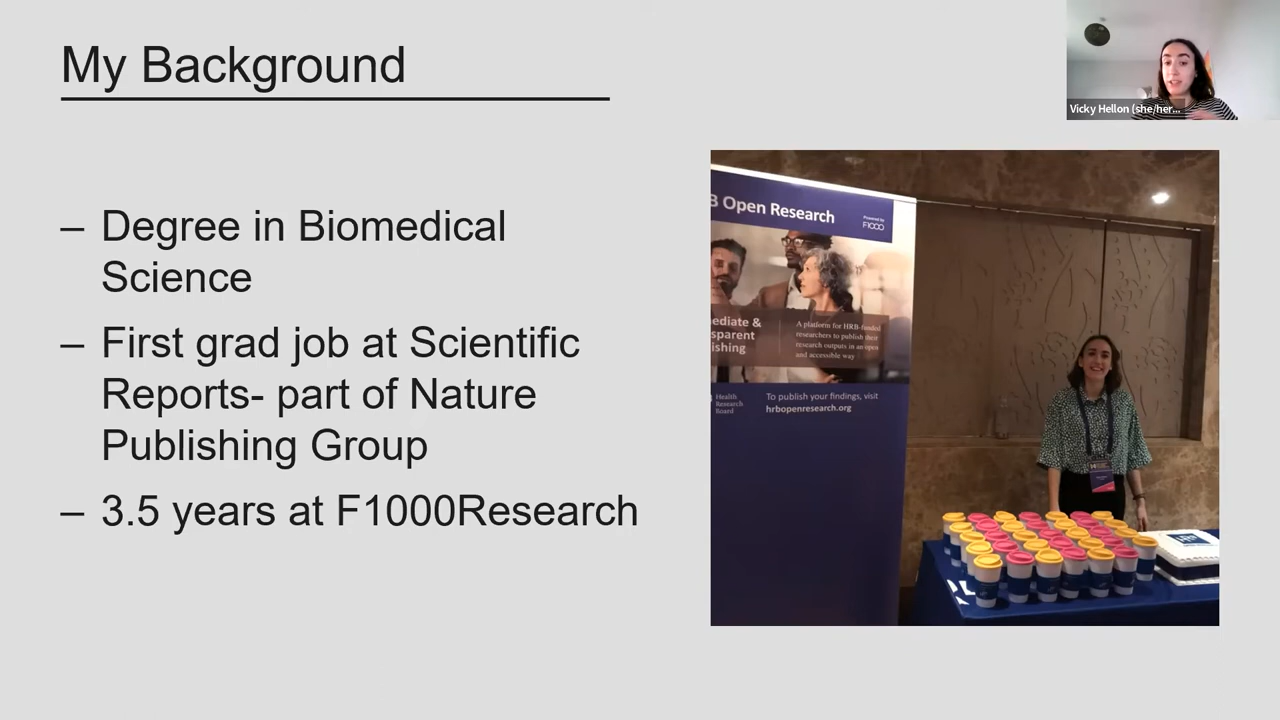 My Background
Vicky Hellon (she/her...
– Degree in Biomedical
Science
– First grad job at Scientific
Reports- part of Nature
Publishing Group
– 3.5 years at F1000Research
B Open Research
Powered by
F1000
ediate &
sparent
ishing
A platform for HRB-funded
researchers to publish their
research outputs in an open
and accessible way
Health
Research
Board
To publish your findings, visit
hrbopenresearch.org